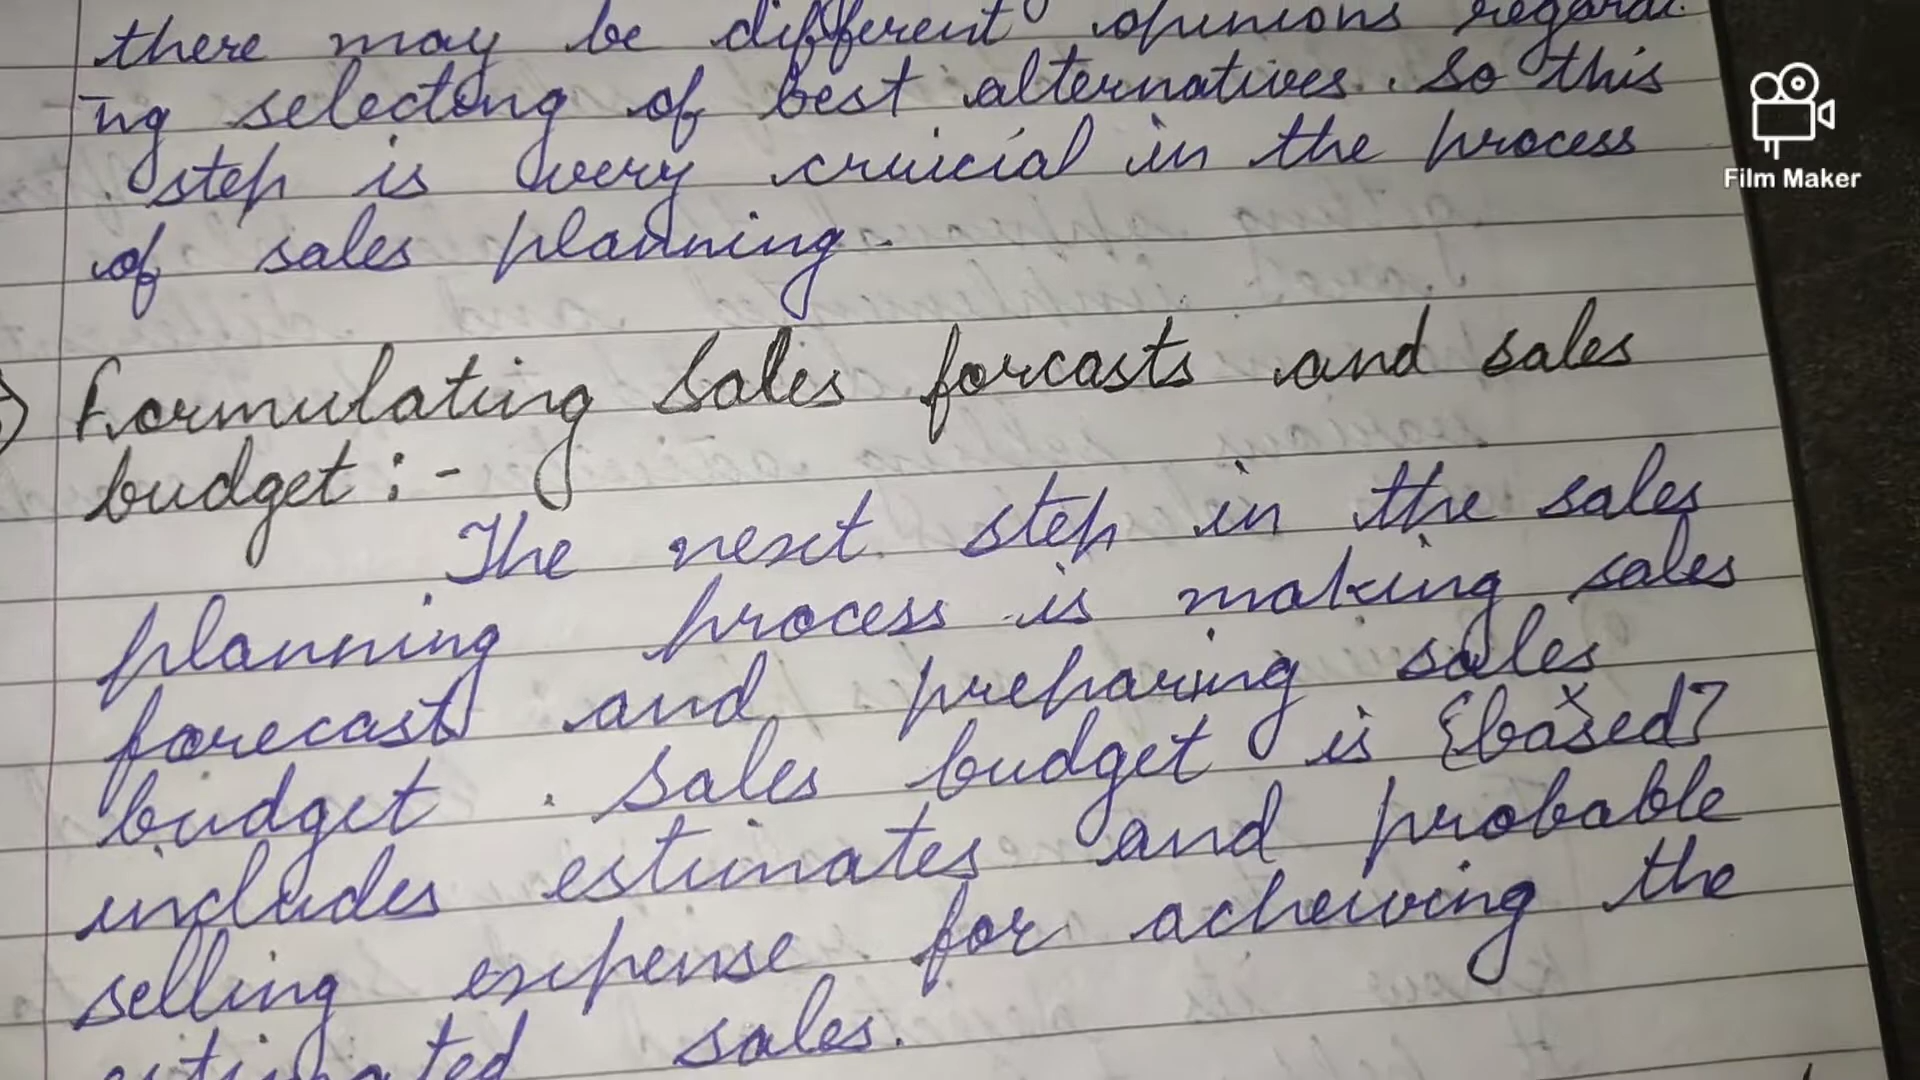 there may be different opinions regard-
ing selecting of best alternatives. So this
step is very cruicial in the process
of sales planning.
Formulating Sales forcasts and sales
budget :-
The next step in the sales
planning process is making sales
forecast and preparing sales
budget. Sales budget is {based}
includes estimates and probable
selling expense for acheiving the
estimated sales.
Film Maker